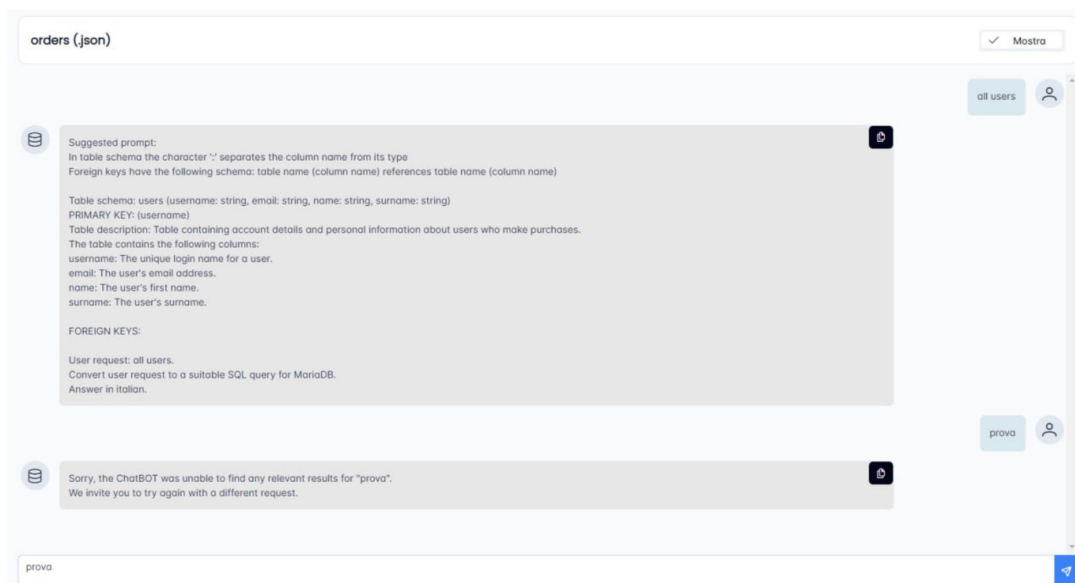 orders (.json)
Mostra
all users
Suggested prompt:
In table schema the character ':' separates the column name from its type
Foreign keys have the following schema: table name (column name) references table name (column name)
Table schema: users (username: string, email: string, name: string, surname: string)
PRIMARY KEY: (username)
Table description: Table containing account details and personal information about users who make purchases.
The table contains the following columns:
username: The unique login name for a user.
email: The user's email address.
name: The user's first name.
surname: The user's surname.
FOREIGN KEYS:
User request: all users.
Convert user request to a suitable SQL query for MariaDB.
Answer in italian.
prova
Sorry, the ChatBOT was unable to find any relevant results for "prova".
We invite you to try again with a different request.
prova